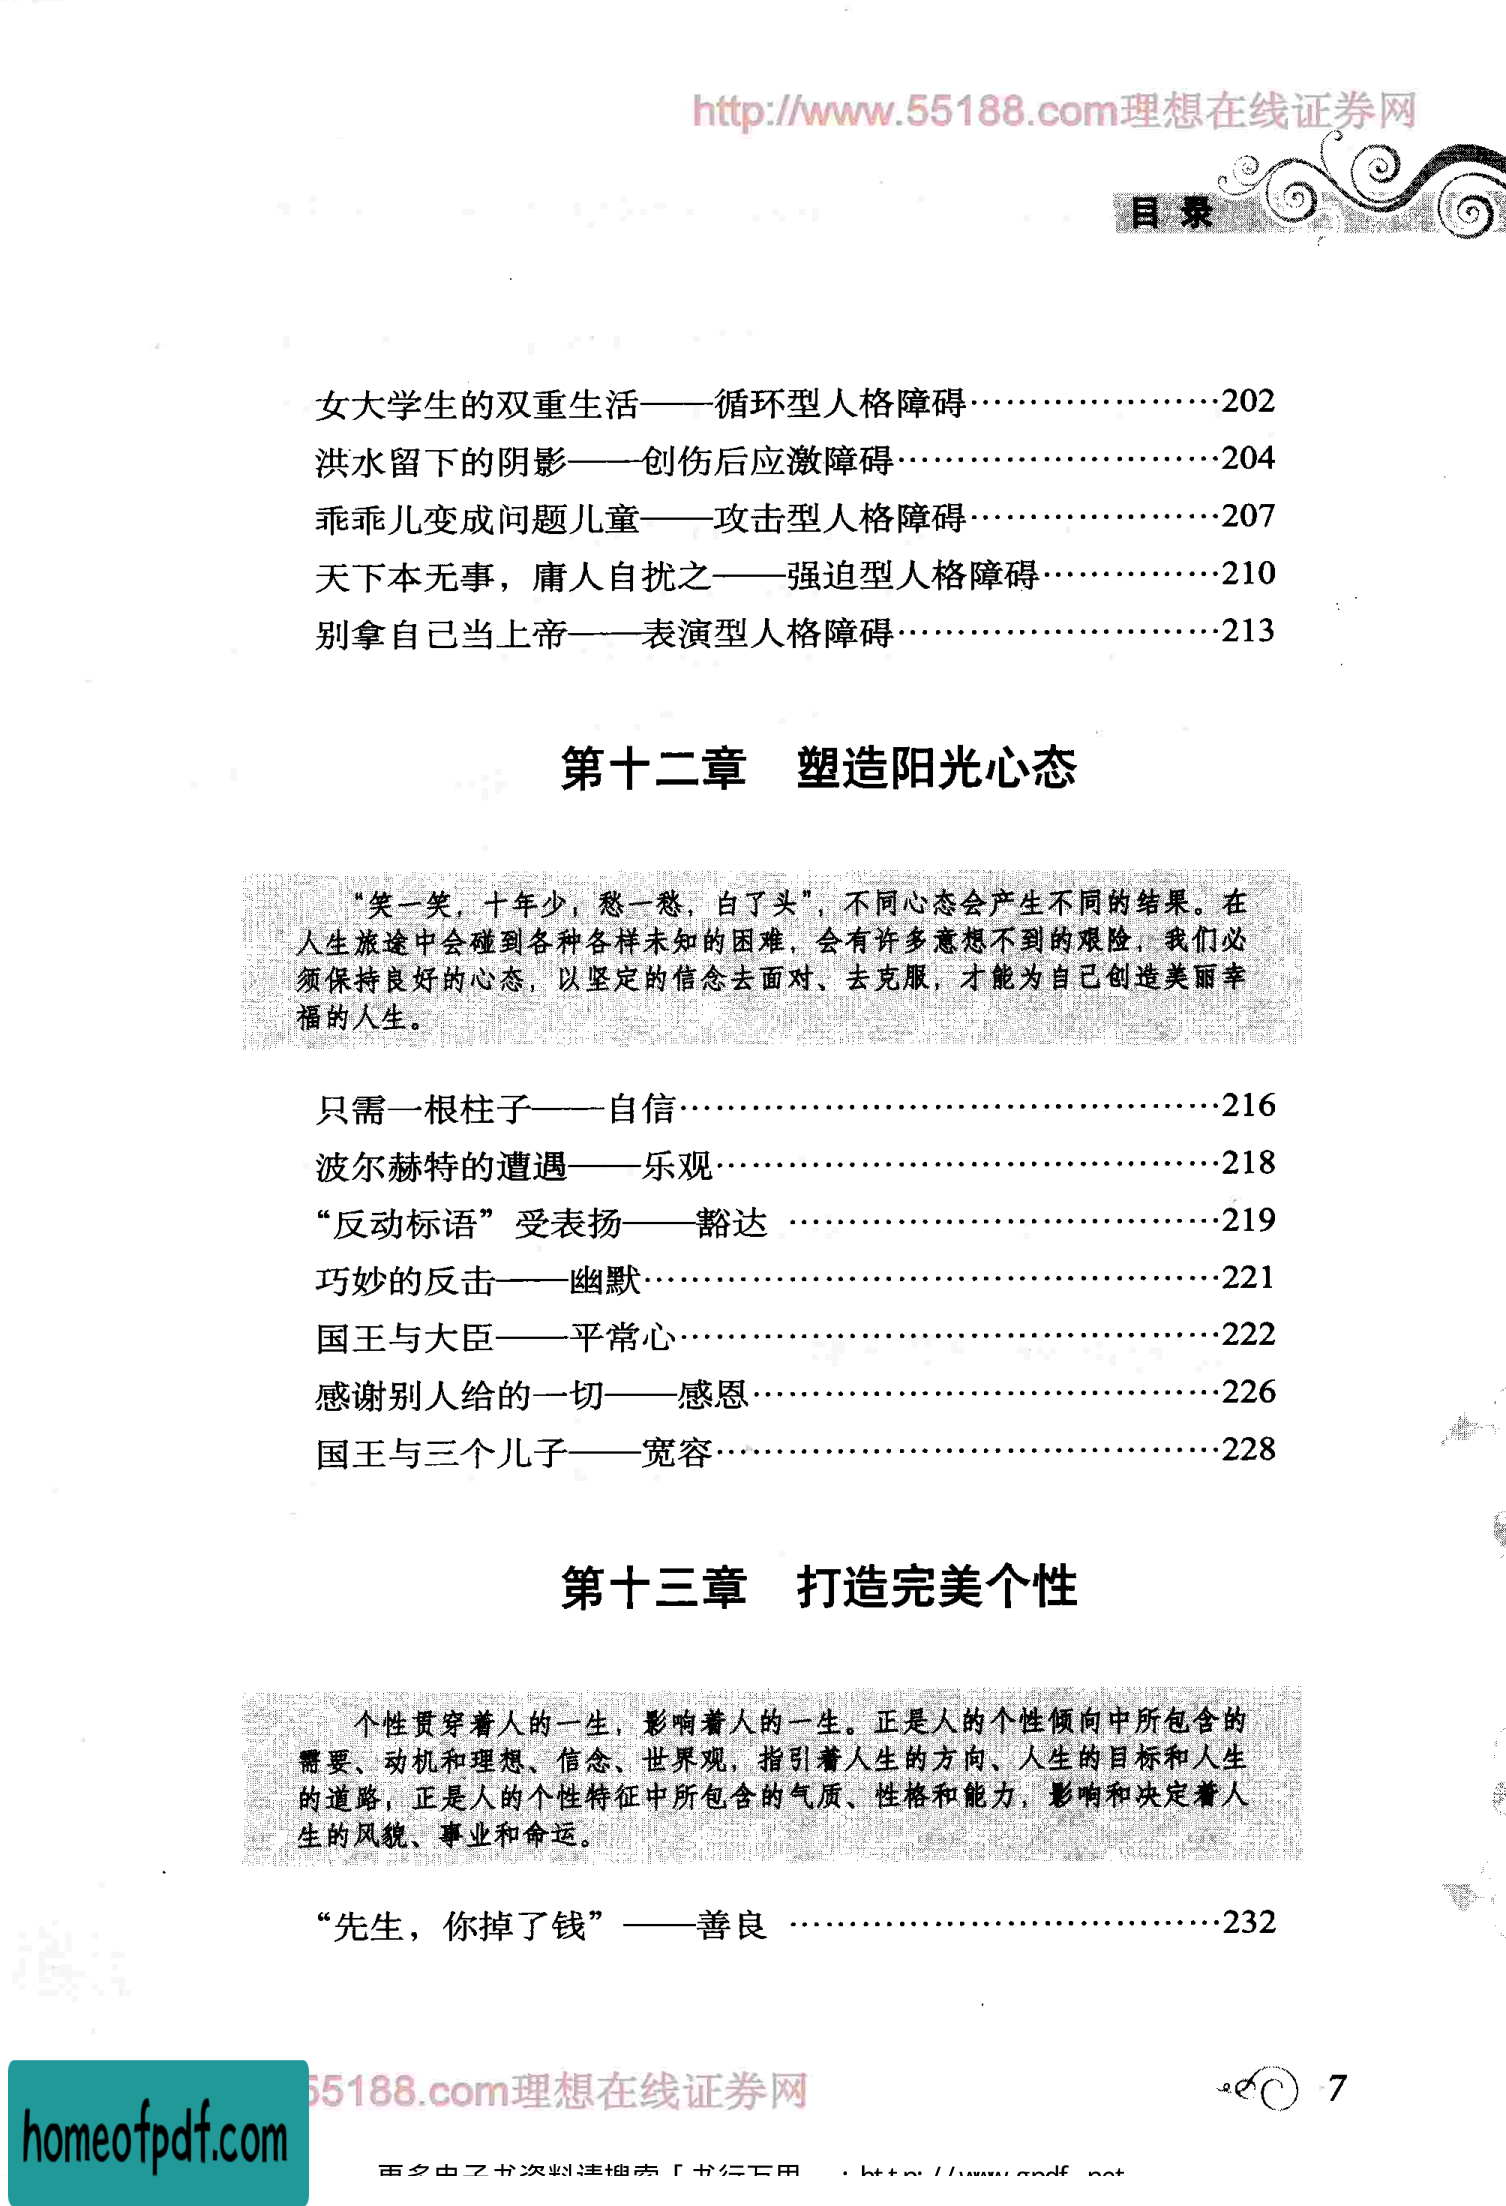 http://www.55188.com理想在线证券网
目 录
女大学生的双重生活——循环型人格障碍…………………202
洪水留下的阴影——创伤后应激障碍………………………204
乖乖儿变成问题儿童——攻击型人格障碍…………………207
天下本无事，庸人自扰之——强迫型人格障碍……………210
别拿自己当上帝——表演型人格障碍………………………213
第十二章 塑造阳光心态
“笑一笑，十年少，愁一愁，白了头”，不同心态会产生不同的结果。在
人生旅途中会碰到各种各样未知的困难，会有许多意想不到的艰险，我们必
须保持良好的心态，以坚定的信念去面对、去克服，才能为自己创造美丽幸
福的人生。
只需一根柱子——自信………………………………………216
波尔赫特的遭遇——乐观……………………………………218
“反动标语”受表扬——豁达 ………………………………219
巧妙的反击——幽默…………………………………………221
国王与大臣——平常心………………………………………222
感谢别人给的一切——感恩…………………………………226
国王与三个儿子——宽容……………………………………228
第十三章 打造完美个性
个性贯穿着人的一生，影响着人的一生。正是人的个性倾向中所包含的
需要、动机和理想、信念、世界观，指引着人生的方向、人生的目标和人生
的道路，正是人的个性特征中所包含的气质、性格和能力，影响和决定着人
生的风貌、事业和命运。
“先生，你掉了钱”——善良 ………………………………232
55188.com理想在线证券网
7
homeofpdf.com